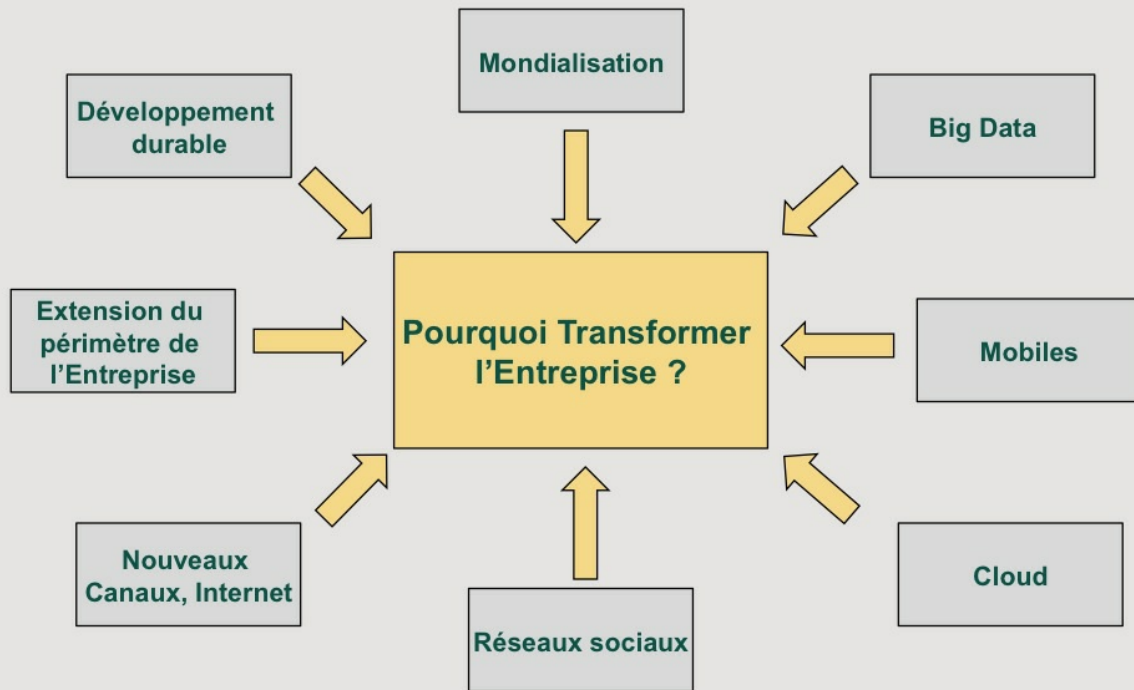 Mondialisation
Développement
durable
Big Data
Extension du
périmètre de
l’Entreprise
Pourquoi Transformer
l’Entreprise ?
Mobiles
Nouveaux
Canaux, Internet
Réseaux sociaux
Cloud